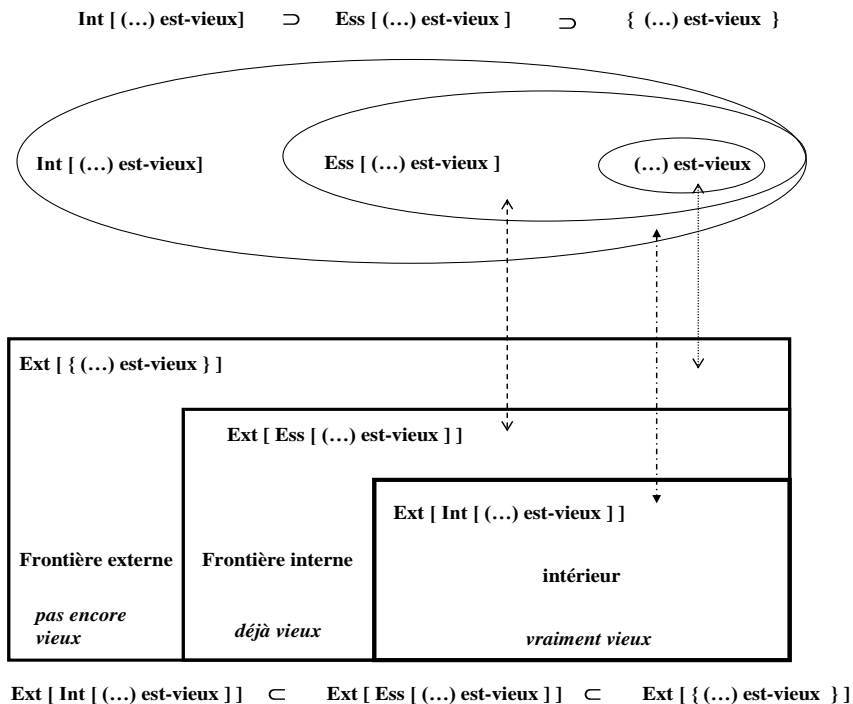 Int [ (…) est-vieux] ⊃ Ess [ (…) est-vieux ] ⊃ { (…) est-vieux }
Int [ (…) est-vieux] Ess [ (…) est-vieux ] (…) est-vieux
Ext [ { (…) est-vieux } ]
Ext [ Ess [ (…) est-vieux ] ]
Ext [ Int [ (…) est-vieux ] ]
Frontière externe Frontière interne
intérieur
pas encore
vieux
déjà vieux
vraiment vieux
Ext [ Int [ (…) est-vieux ] ] ⊂ Ext [ Ess [ (…) est-vieux ] ] ⊂ Ext [ { (…) est-vieux } ]